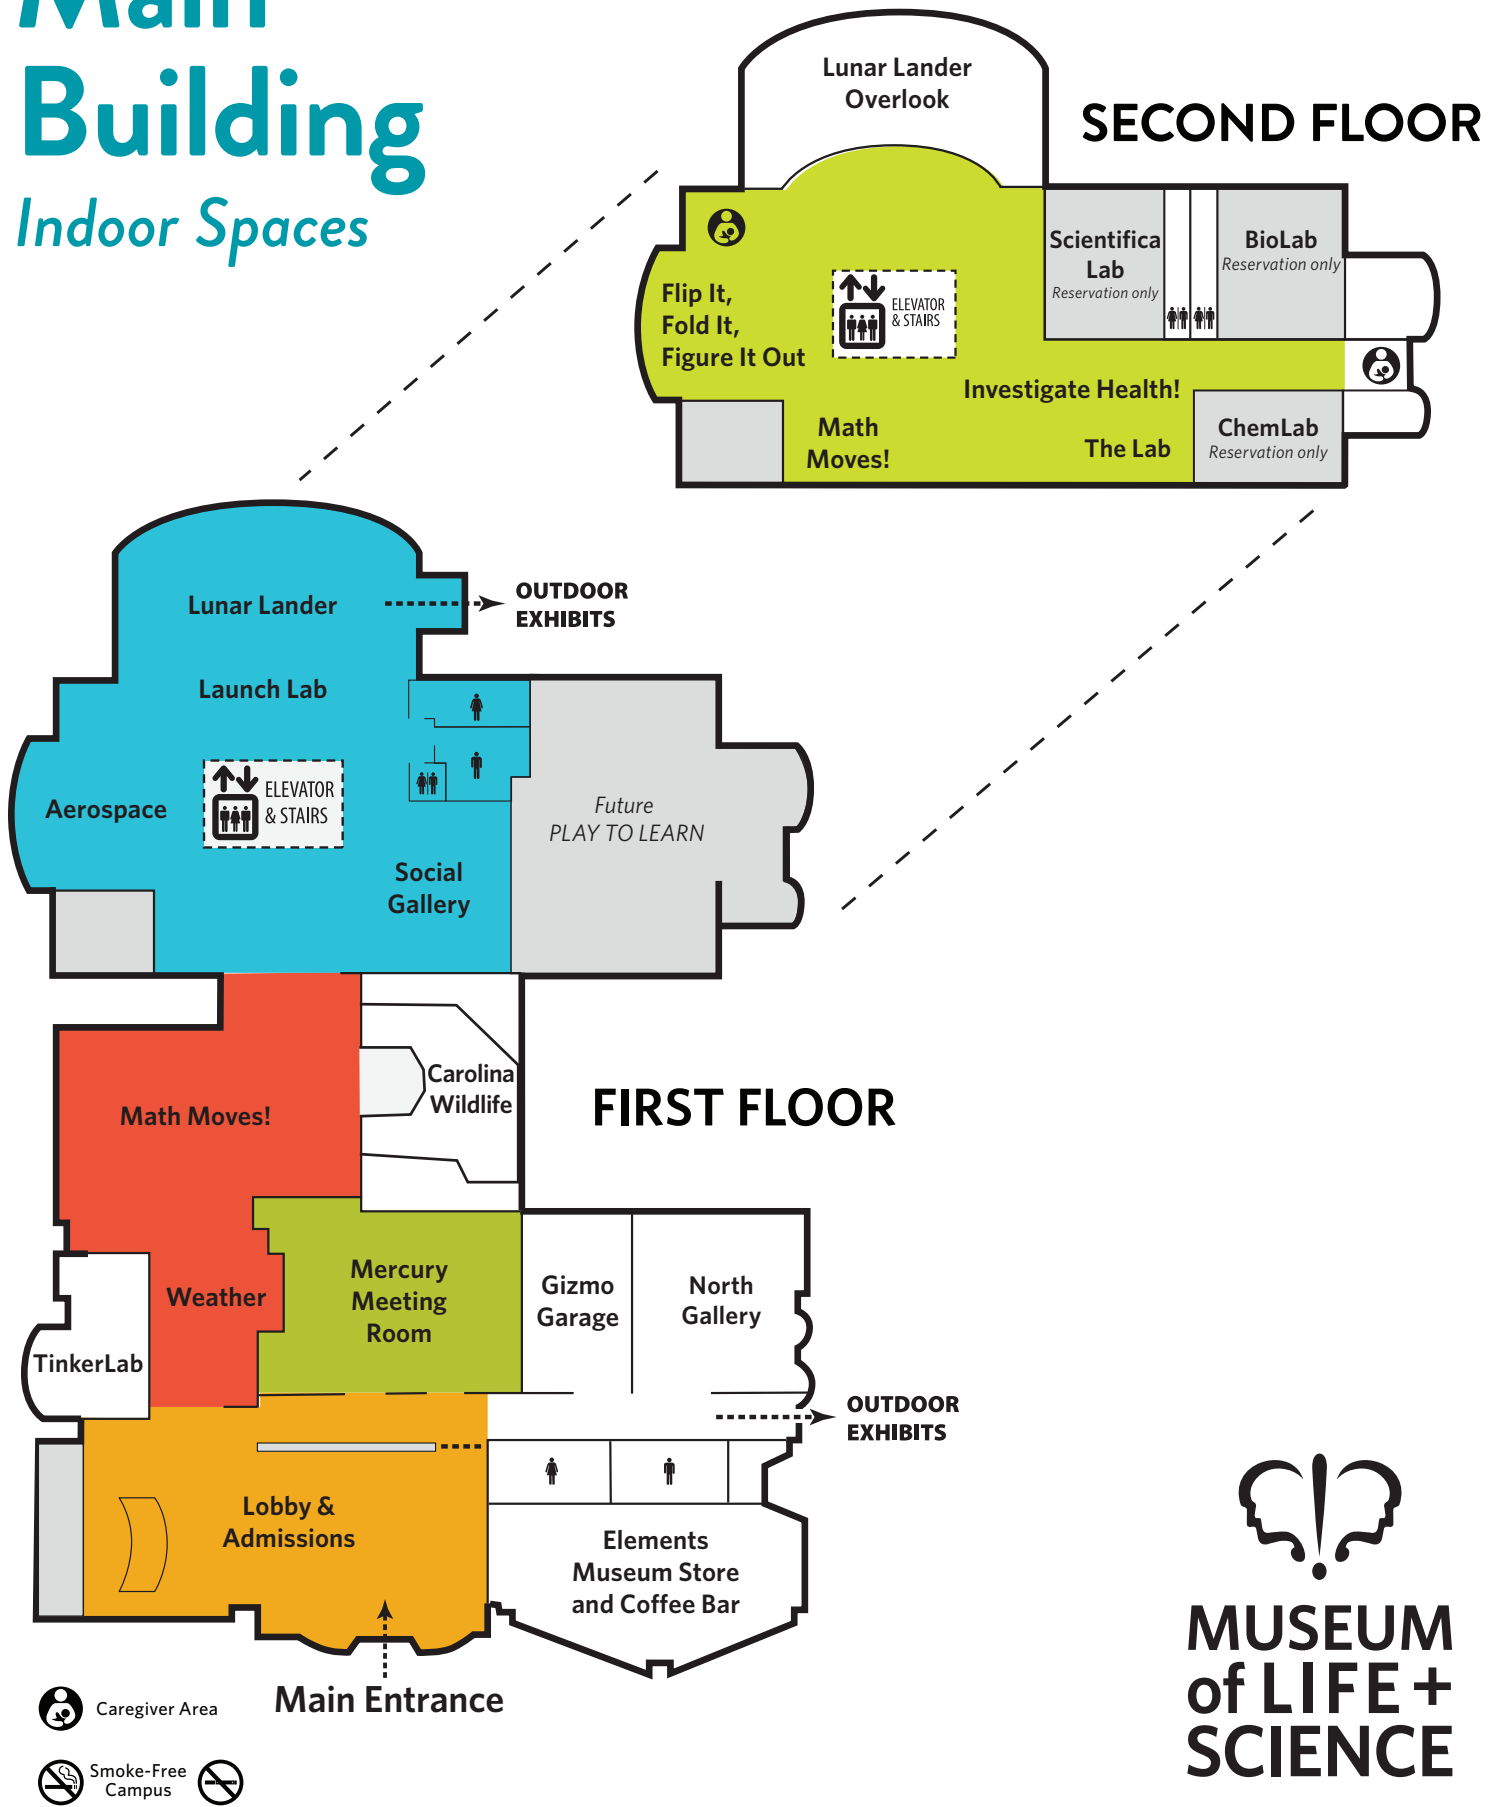 Main
Building
Indoor Spaces
SECOND FLOOR
Lunar Lander
Overlook
Scientifica
Lab
Reservation only
BioLab
Reservation only
Flip It,
Fold It,
Figure It Out
ELEVATOR
& STAIRS
Investigate Health!
Math
Moves!
The Lab
ChemLab
Reservation only
Lunar Lander
OUTDOOR
EXHIBITS
Launch Lab
Aerospace
ELEVATOR
& STAIRS
Future
PLAY TO LEARN
Social
Gallery
FIRST FLOOR
Carolina
Wildlife
Math Moves!
Weather
Mercury
Meeting
Room
Gizmo
Garage
North
Gallery
TinkerLab
OUTDOOR
EXHIBITS
Lobby &
Admissions
Elements
Museum Store
and Coffee Bar
Main Entrance
Caregiver Area
Smoke-Free
Campus
MUSEUM
of LIFE +
SCIENCE